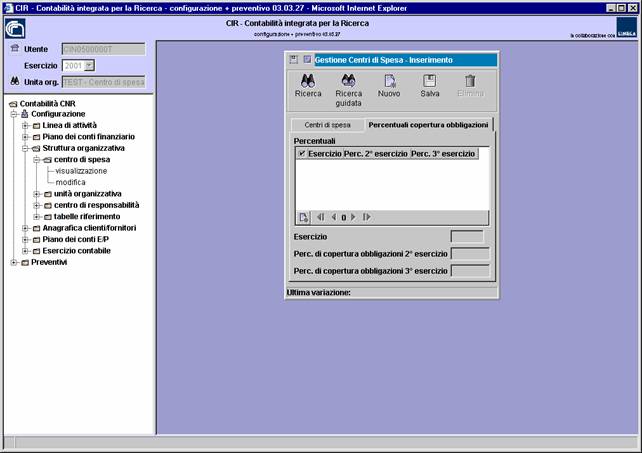 CIR - Contabilità integrata per la Ricerca - configurazione + preventivo 03.03.27 - Microsoft Internet Explorer
CIR - Contabilità integrata per la Ricerca
configurazione + preventivo 03.03.27
in collaborazione con CINECA
Utente CIN0500000T
Esercizio 2001
Unita org. TEST - Centro di spesa
Contabilità CNR
Configurazione
Linea di attività
Piano dei conti finanziario
Struttura organizzativa
centro di spesa
visualizzazione
modifica
unità organizzativa
centro di responsabilità
tabelle riferimento
Anagrafica clienti/fornitori
Piano dei conti E/P
Esercizio contabile
Preventivi
Gestione Centri di Spesa - Inserimento
Ricerca Ricerca guidata Nuovo Salva Elimina
Centri di spesa Percentuali copertura obbligazioni
Percentuali
Esercizio Perc. 2° esercizio Perc. 3° esercizio
0
Esercizio
Perc. di copertura obbligazioni 2° esercizio
Perc. di copertura obbligazioni 3° esercizio
Ultima variazione: